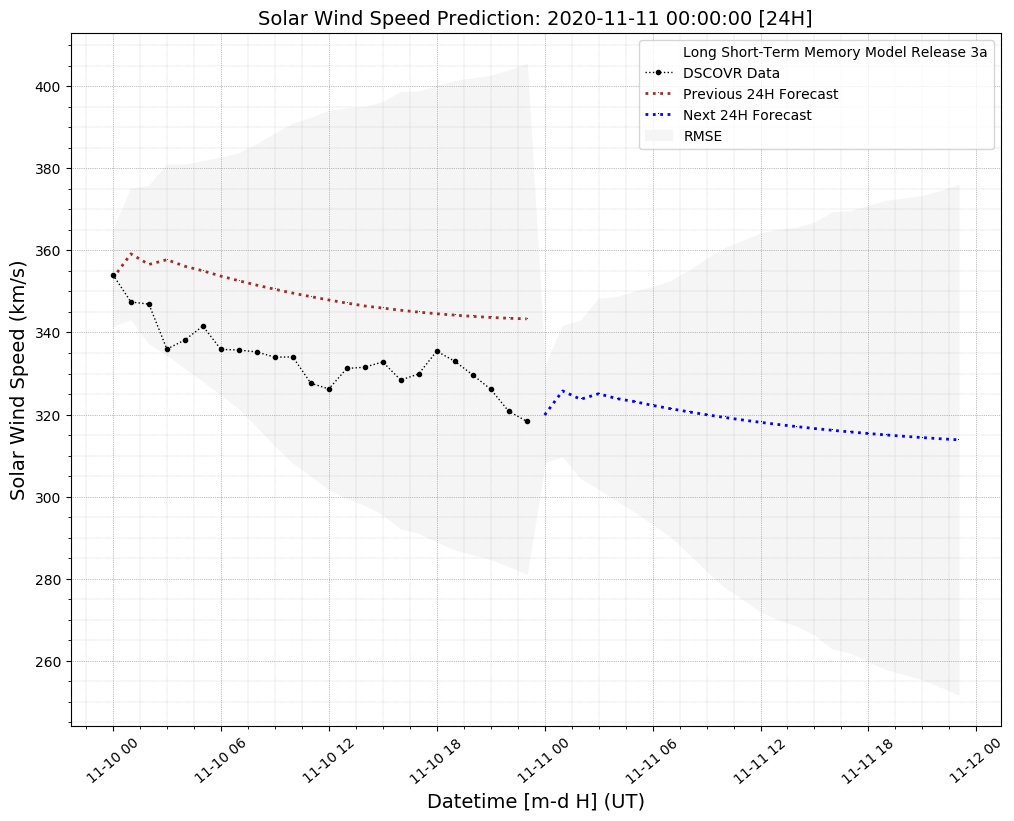 Solar Wind Speed Prediction: 2020-11-11 00:00:00 [24H]
Long Short-Term Memory Model Release 3a
DSCOVR Data
Previous 24H Forecast
Next 24H Forecast
RMSE
Solar Wind Speed (km/s)
400
380
360
340
320
300
280
260
11-10 00
11-10 06
11-10 12
11-10 18
11-11 00
11-11 06
11-11 12
11-11 18
11-12 00
Datetime [m-d H] (UT)